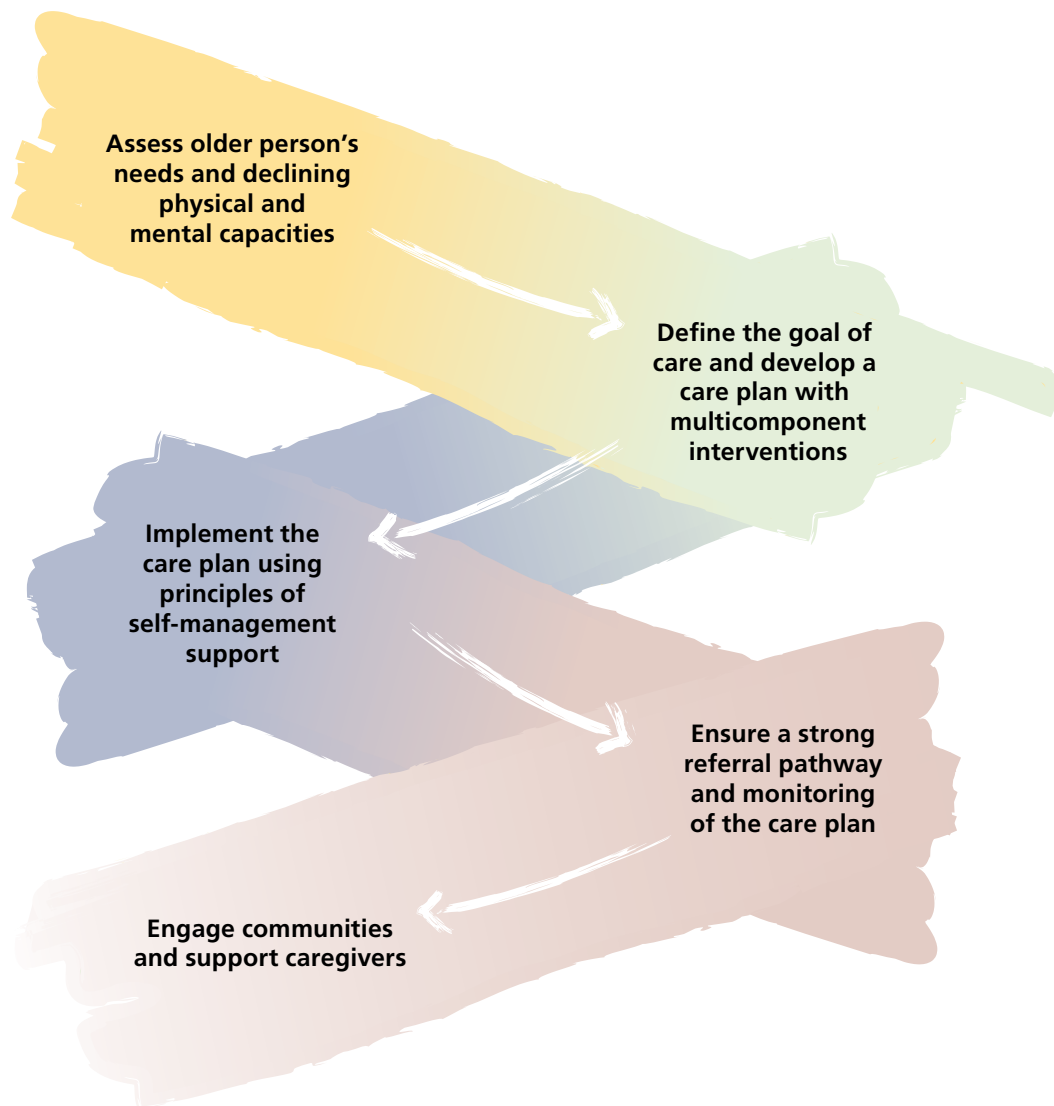 Assess older person’s
needs and declining
physical and
mental capacities
Define the goal of
care and develop a
care plan with
multicomponent
interventions
Implement the
care plan using
principles of
self-management
support
Ensure a strong
referral pathway
and monitoring
of the care plan
Engage communities
and support caregivers